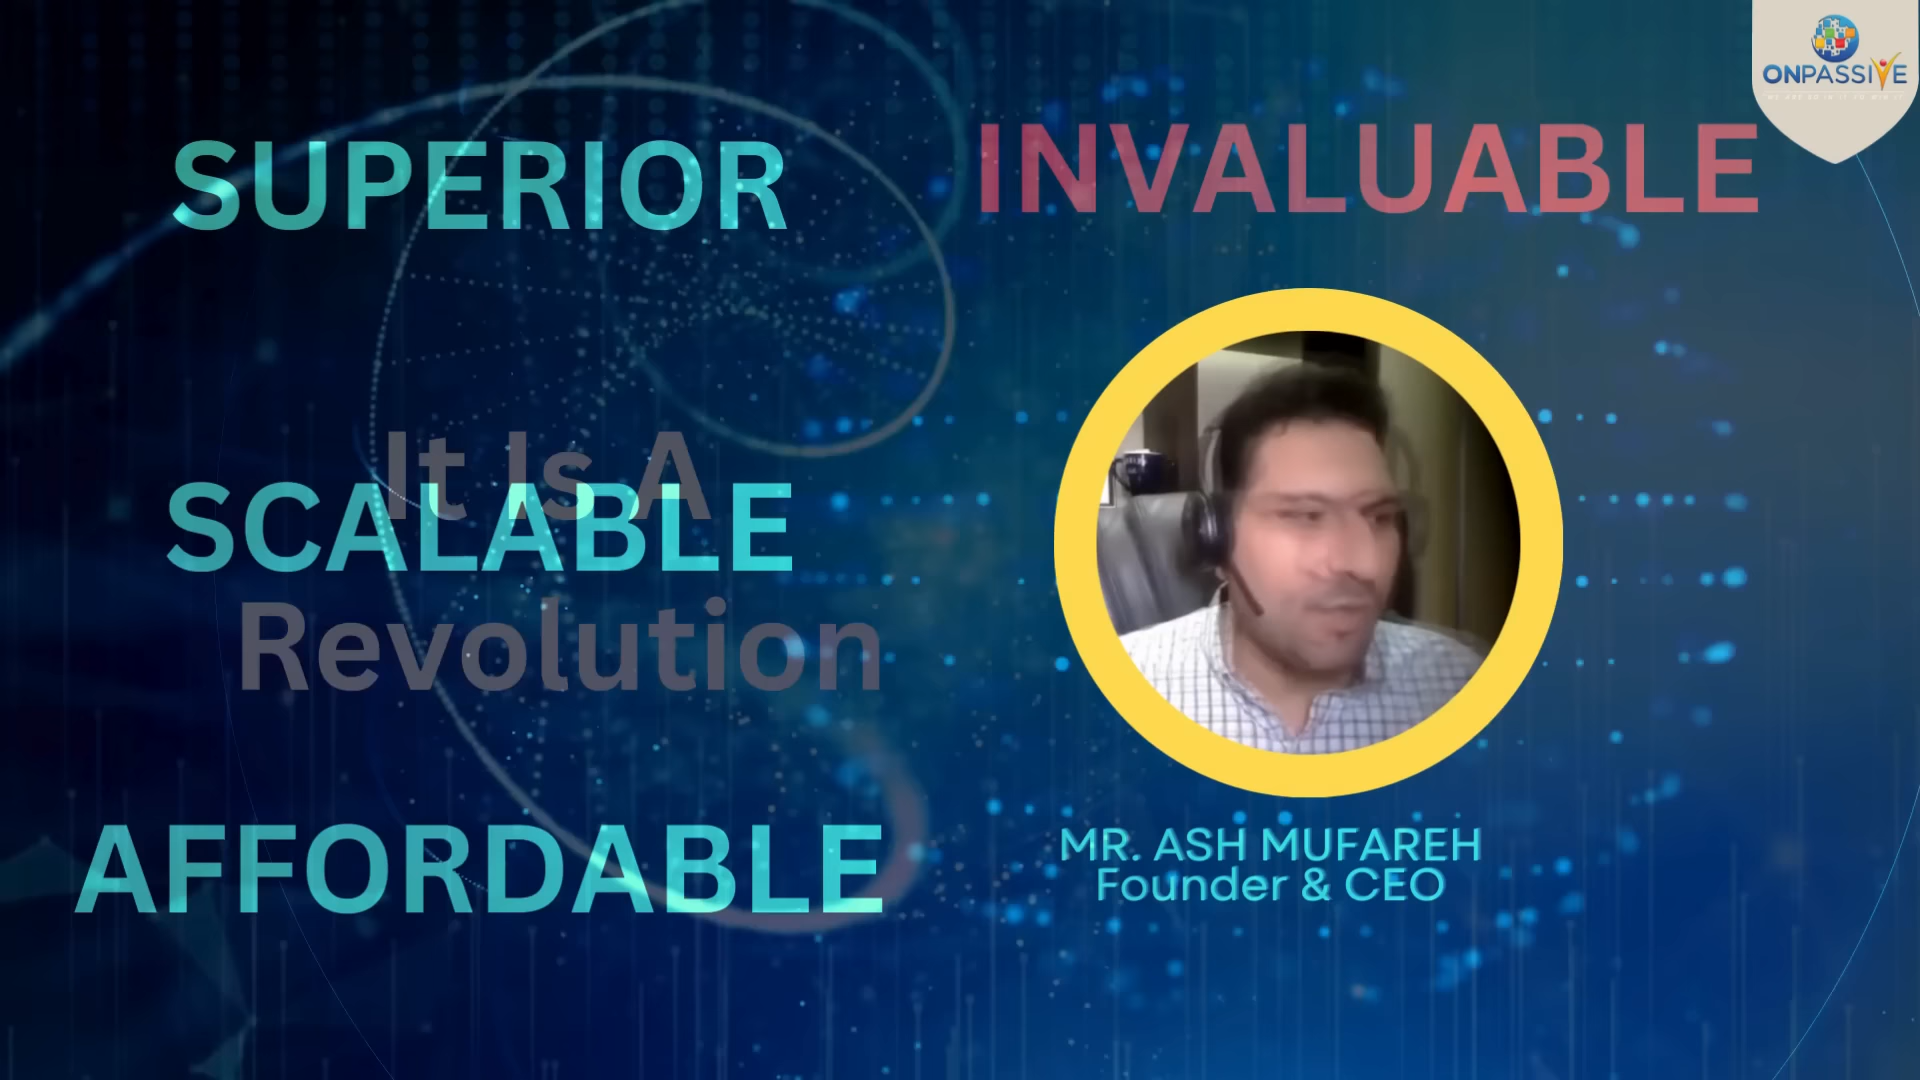 SUPERIOR
INVALUABLE
ONPASSIVE
It Is A
SCALABLE
Revolution
AFFORDABLE
MR. ASH MUFAREH
Founder & CEO